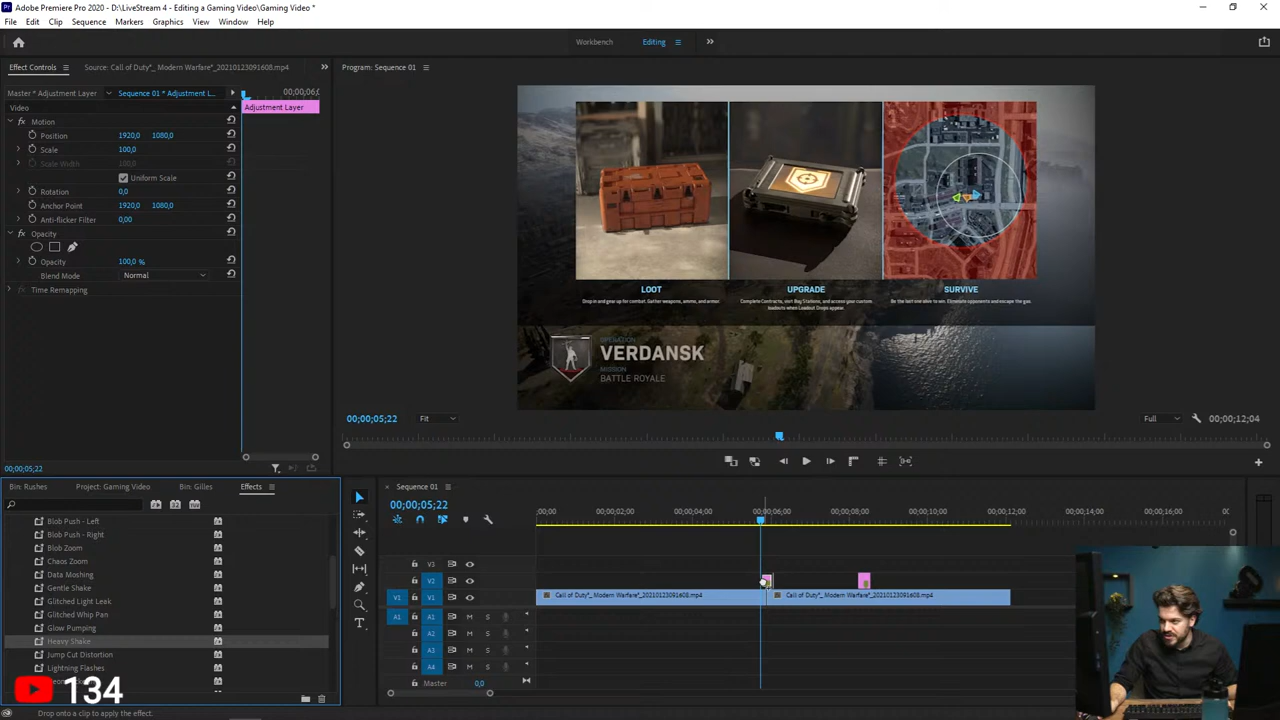 Adobe Premiere Pro 2020 - D:\LiveStream 4 - Editing a Gaming Video\Gaming Video *
File Edit Clip Sequence Markers Graphics View Window Help
Workbench Editing
Effect Controls Source: Call of Duty°_ Modern Warfare°_20210123091608.mp4
Program: Sequence 01
Master * Adjustment Layer Sequence 01 * Adjustment L... 00;00;06;(
Video Adjustment Layer
fx Motion
Position 1920,0 1080,0
Scale 100,0
Scale Width 100,0
Uniform Scale
Rotation 0,0
Anchor Point 1920,0 1080,0
Anti-flicker Filter 0,00
fx Opacity
Opacity 100,0 %
Blend Mode Normal
Time Remapping
LOOT UPGRADE SURVIVE
Drop in and gear up for combat. Gather weapons, ammo, and armor.
Complete Contracts, visit Buy Stations, and access your custom
loadouts when Loadout Drops appear.
Be the last one alive to win. Eliminate opponents and escape the gas.
OPERATION
VERDANSK
MISSION
BATTLE ROYALE
00;00;05;22 Fit Full 00;00;12;04
00;00;05;22
Bin: Rushes Project: Gaming Video Bin: Gilles Effects
Blob Push - Left
Blob Push - Right
Blob Zoom
Chaos Zoom
Data Moshing
Gentle Shake
Glitched Light Leak
Glitched Whip Pan
Glow Pumping
Heavy Shake
Jump Cut Distortion
Lightning Flashes
134
Drop onto a clip to apply the effect.
Sequence 01
00;00;05;22
;00;00 00;00;02;00 00;00;04;00 00;00;06;00 00;00;08;00 00;00;10;00 00;00;12;00 00;00;14;00 00;00;16;00 00;
V3
V2
V1 V1 Call of Duty°_ Modern Warfare°_20210123091608.mp4 Call of Duty°_ Modern Warfare°_20210123091608.mp4
A1 A1 M S
A2 M S
A3 M S
A4 M S
Master 0,0